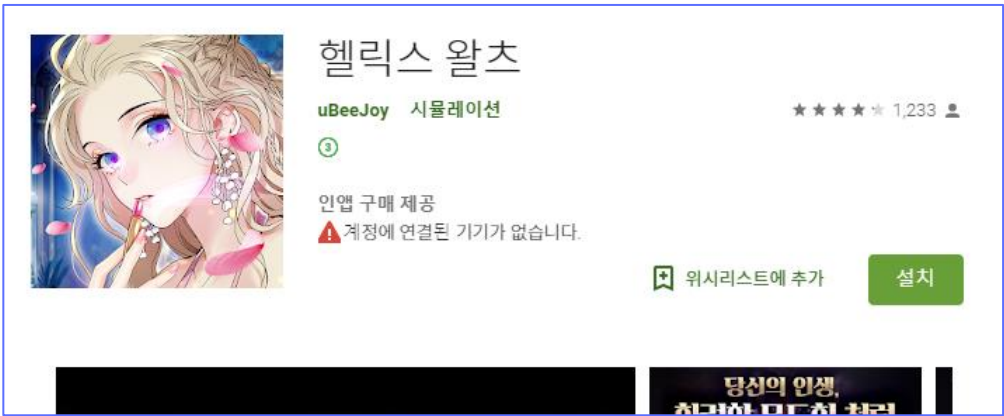 헬릭스 왈츠
uBeeJoy 시뮬레이션
★★★★★ 1,233
③
인앱 구매 제공
계정에 연결된 기기가 없습니다.
위시리스트에 추가 설치
당신의 인생,